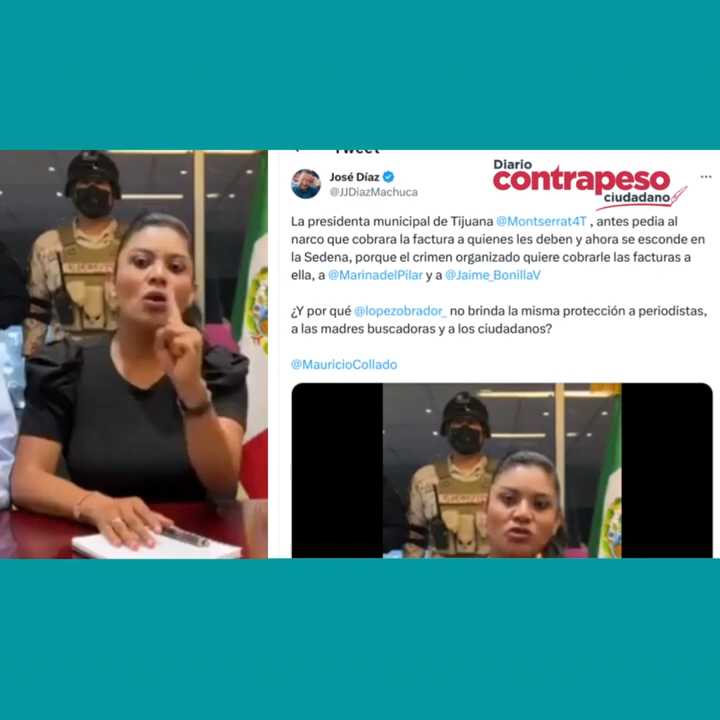 Tweet
Diario
contrapeso
ciudadano
José Díaz
@JJDiazMachuca
La presidenta municipal de Tijuana @Montserrat4T , antes pedia al
narco que cobrara la factura a quienes les deben y ahora se esconde en
la Sedena, porque el crimen organizado quiere cobrarle las facturas a
ella, a @MarinadelPilar y a @Jaime_BonillaV
¿Y por qué @lopezobrador_ no brinda la misma protección a periodistas,
a las madres buscadoras y a los ciudadanos?
@MauricioCollado